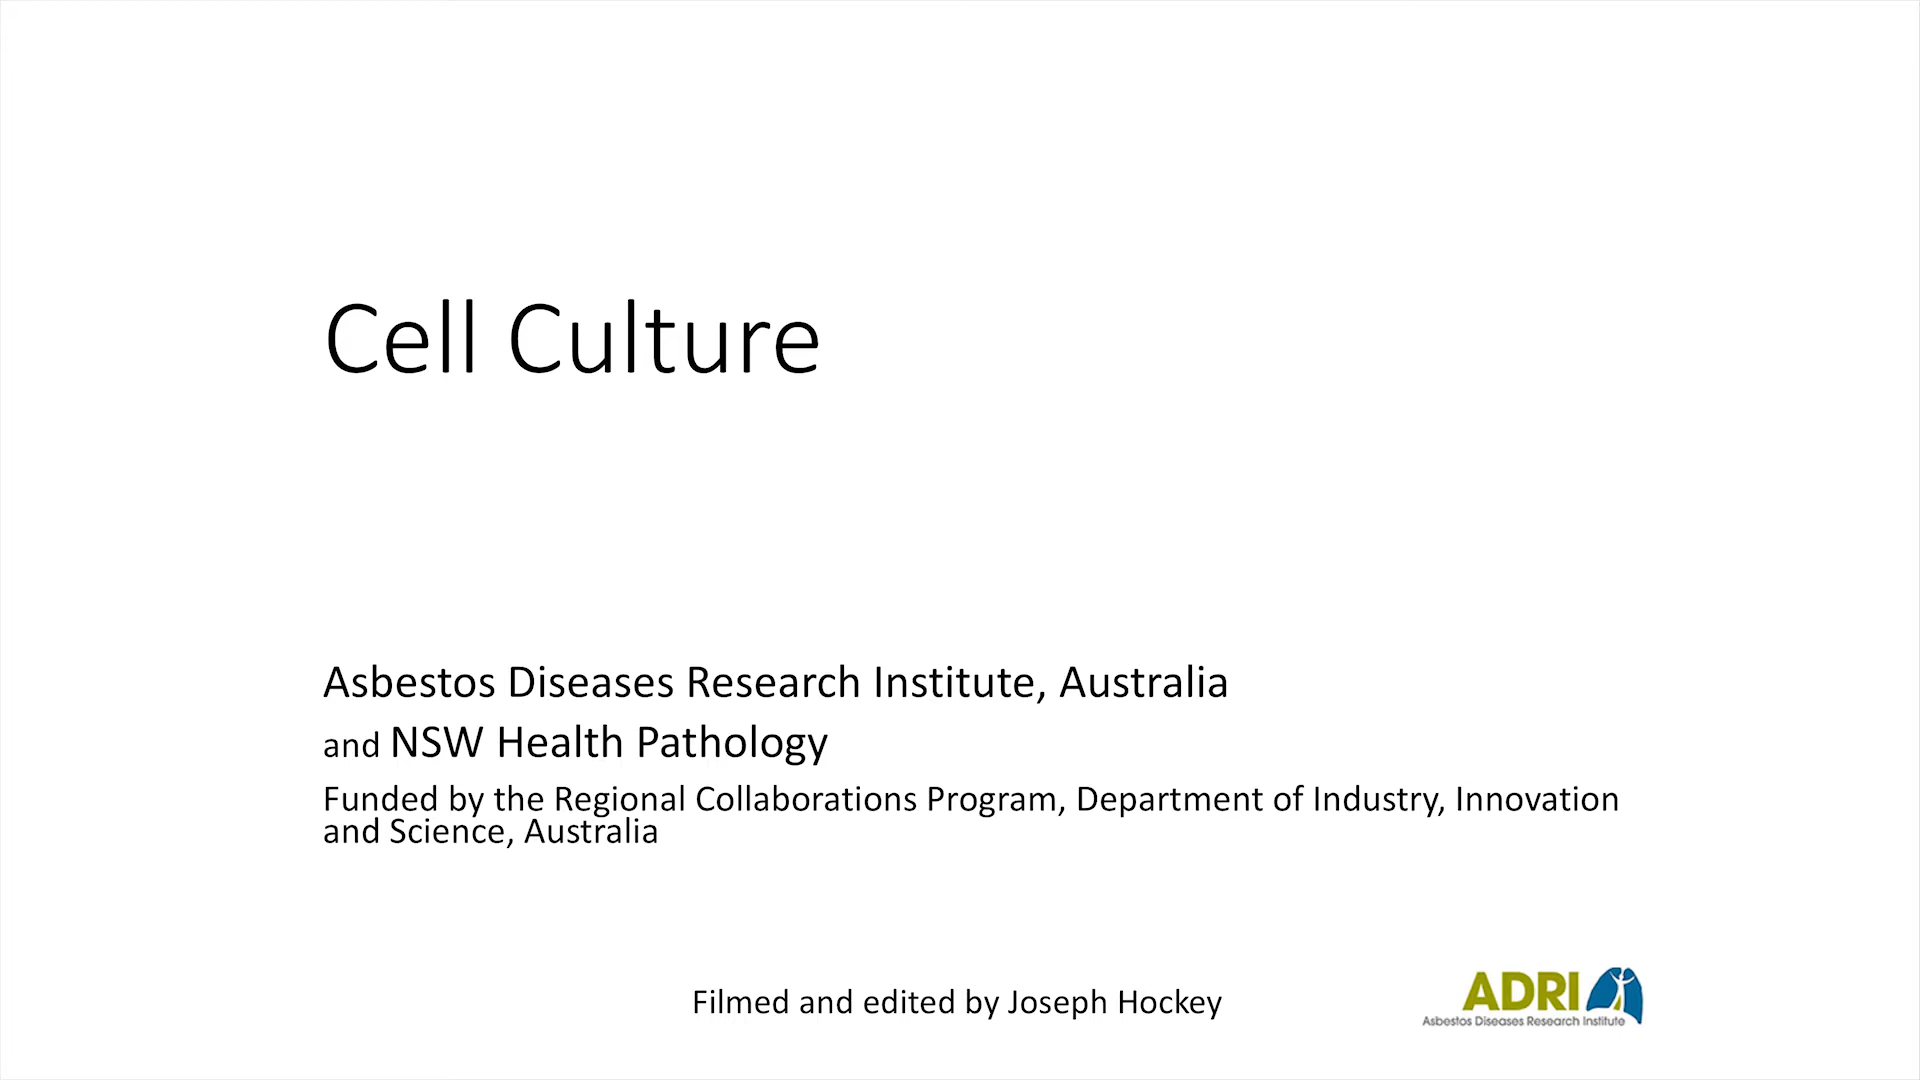 Cell Culture
Asbestos Diseases Research Institute, Australia
and NSW Health Pathology
Funded by the Regional Collaborations Program, Department of Industry, Innovation
and Science, Australia
Filmed and edited by Joseph Hockey
ADRI
Asbestos Diseases Research Institute